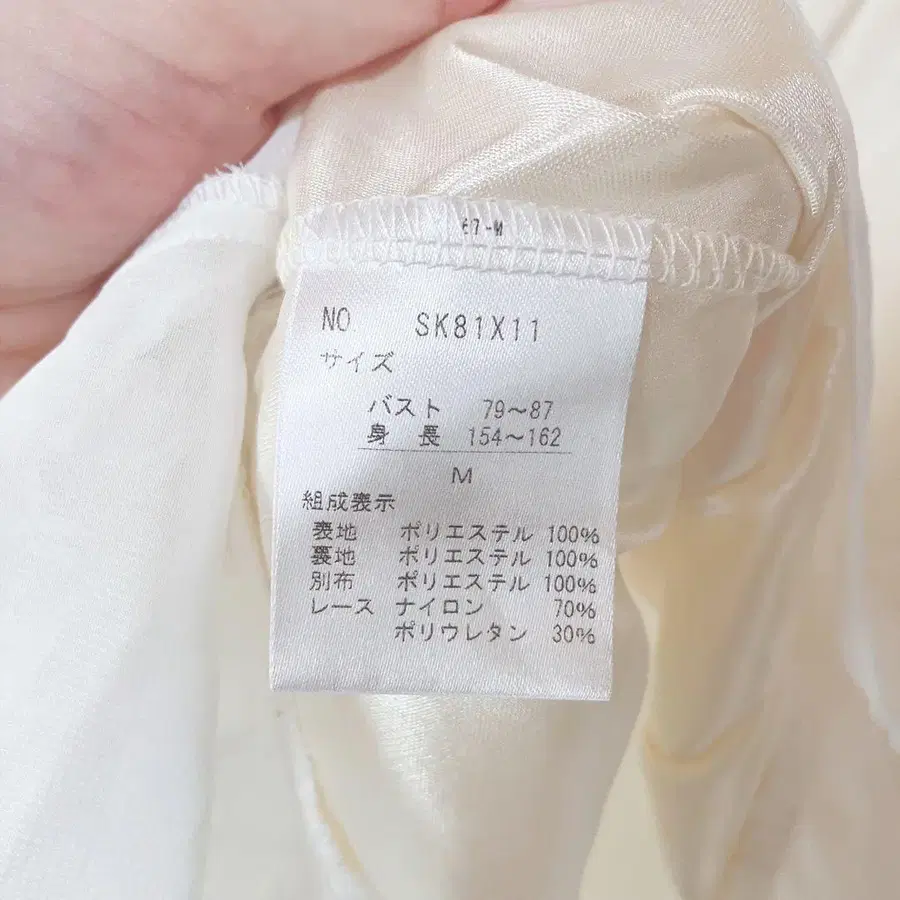 67-M
NO. SK81X11
サイズ
バスト 79〜87
身 長 154〜162
M
組成表示
表地 ポリエステル 100%
裏地 ポリエステル 100%
別布 ポリエステル 100%
レース ナイロン 70%
ポリウレタン 30%